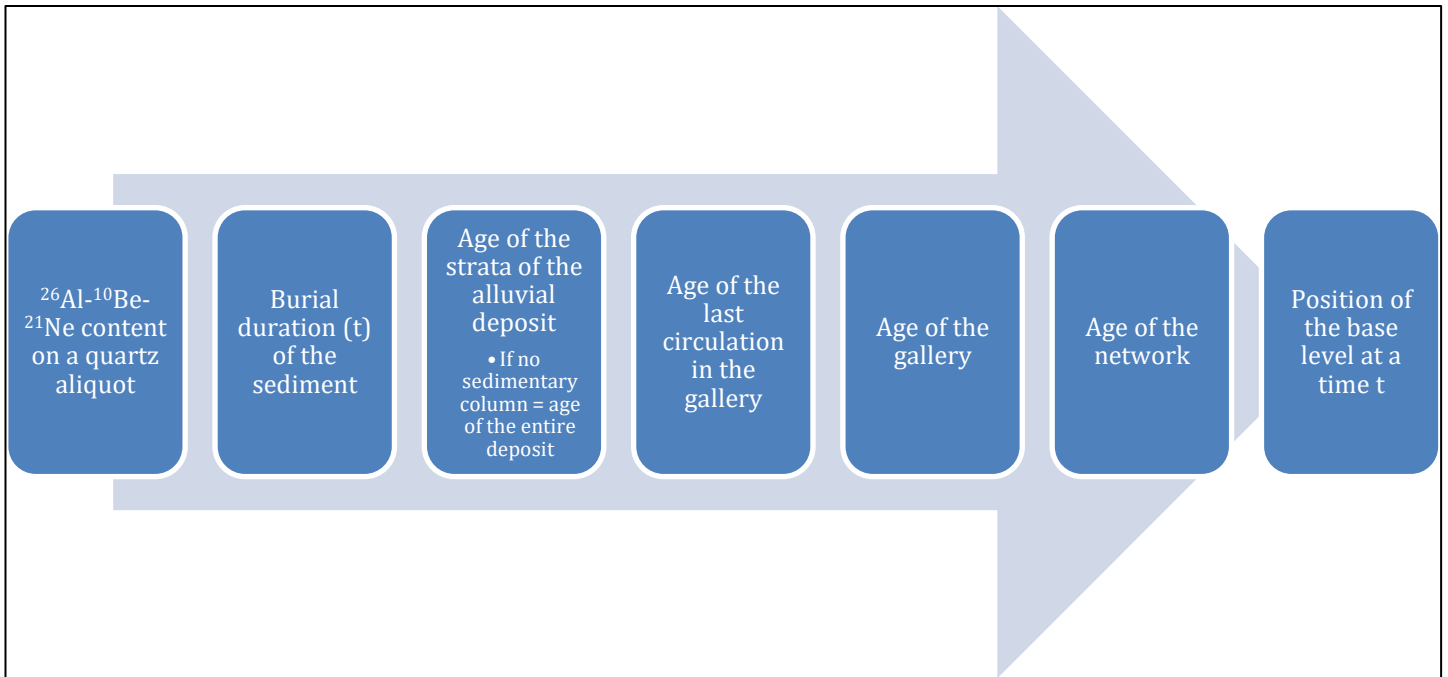 ²⁶Al-¹⁰Be-
²¹Ne content
on a quartz
aliquot
Burial
duration (t)
of the
sediment
Age of the
strata of the
alluvial
deposit
• If no
sedimentary
column = age
of the entire
deposit
Age of the
last
circulation
in the
gallery
Age of the
gallery
Age of the
network
Position of
the base
level at a
time t